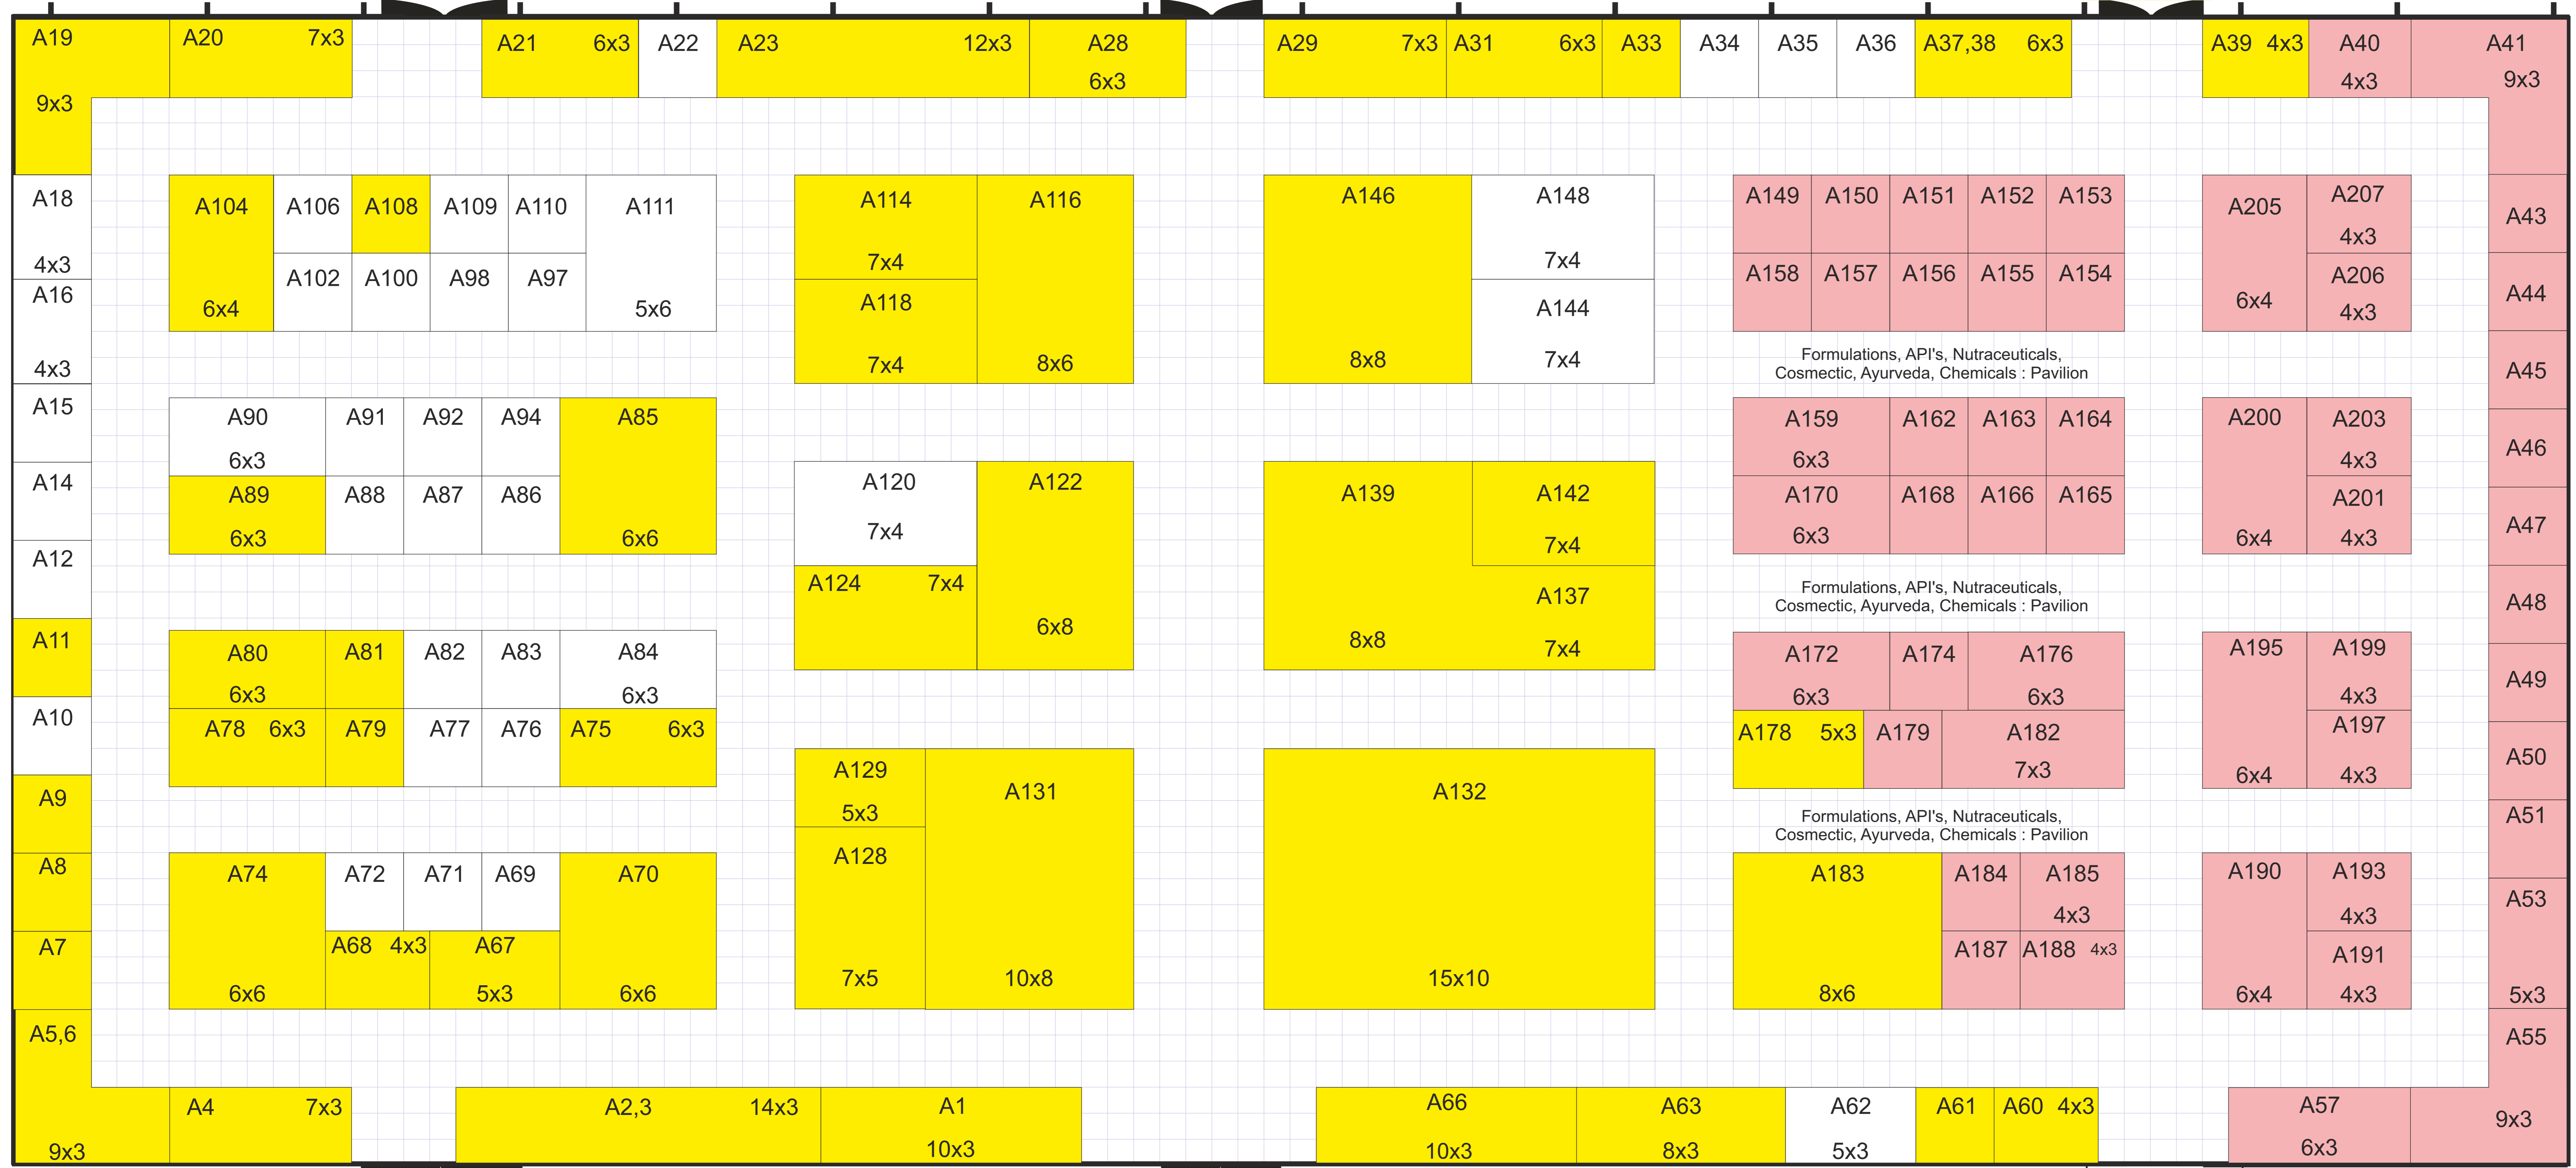 A19
9x3
A20 7x3
A21 6x3
A22
A23 12x3
A28
6x3
A29 7x3
A31 6x3
A33
A34
A35
A36
A37,38 6x3
A39 4x3
A40
4x3
A41
9x3
A18
4x3
A16
4x3
A15
A14
A12
A11
A10
A9
A8
A7
A5,6
9x3
A104
6x4
A106
A108
A109
A110
A111
5x6
A102
A100
A98
A97
A90
6x3
A91
A92
A94
A85
6x6
A89
6x3
A88
A87
A86
A80
6x3
A81
A82
A83
A84
6x3
A78 6x3
A79
A77
A76
A75 6x3
A74
6x6
A72
A71
A69
A70
6x6
A68 4x3
A67
5x3
A114
7x4
A116
8x6
A118
7x4
A120
7x4
A122
6x8
A124 7x4
A129
5x3
A131
10x8
A128
7x5
A146
8x8
A148
7x4
A144
7x4
A139
8x8
A142
7x4
A137
7x4
A132
15x10
A149
A150
A151
A152
A153
A158
A157
A156
A155
A154
Formulations, API's, Nutraceuticals,
Cosmectic, Ayurveda, Chemicals : Pavilion
A159
6x3
A162
A163
A164
A170
6x3
A168
A166
A165
Formulations, API's, Nutraceuticals,
Cosmectic, Ayurveda, Chemicals : Pavilion
A172
6x3
A174
A176
6x3
A178 5x3
A179
A182
7x3
Formulations, API's, Nutraceuticals,
Cosmectic, Ayurveda, Chemicals : Pavilion
A183
8x6
A184
A185
4x3
A187
A188 4x3
A205
6x4
A207
4x3
A206
4x3
A200
6x4
A203
4x3
A201
4x3
A195
6x4
A199
4x3
A197
4x3
A190
6x4
A193
4x3
A191
4x3
A43
A44
A45
A46
A47
A48
A49
A50
A51
A53
5x3
A55
9x3
A4 7x3
A2,3 14x3
A1
10x3
A66
10x3
A63
8x3
A62
5x3
A61
A60 4x3
A57
6x3